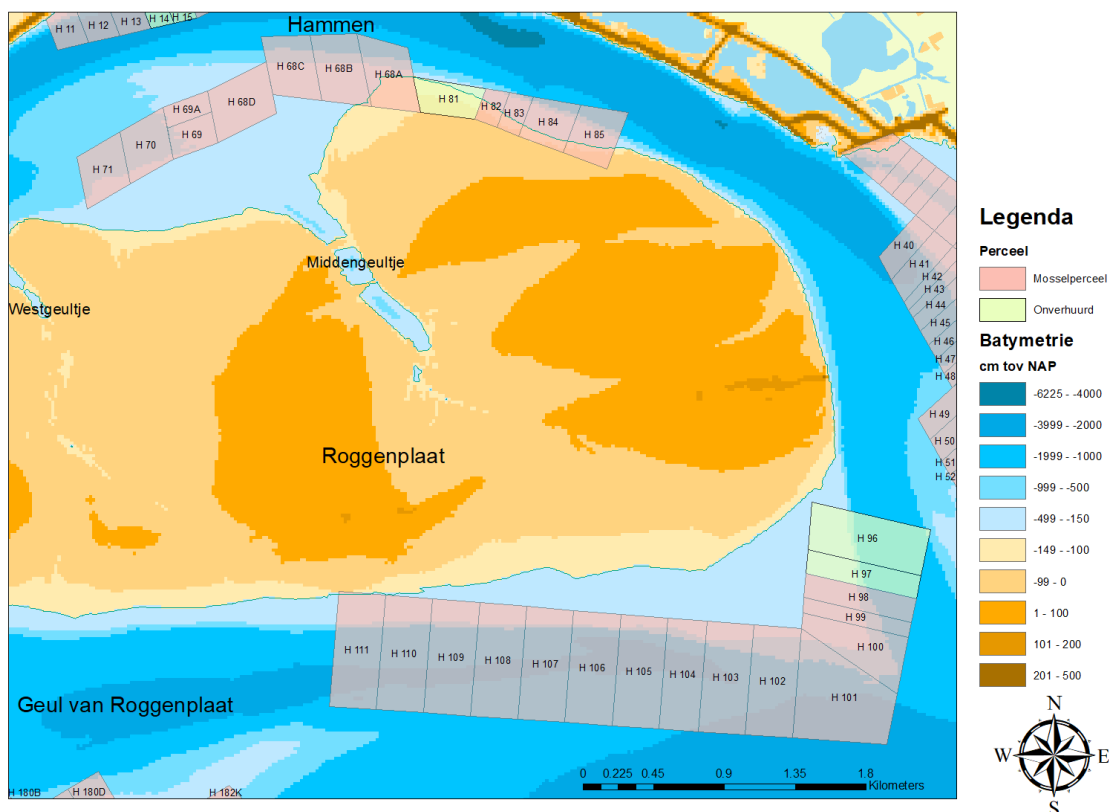 Hammen
H 11
H 12
H 13
H 14
H 15
H 68C
H 68B
H 68A
H 81
H 82
H 83
H 84
H 85
H 69A
H 68D
H 69
H 70
H 71
H 40
H 41
H 42
H 43
H 44
H 45
H 46
H 47
H 48
H 49
H 50
H 51
H 52
Middengeultje
Westgeultje
Roggenplaat
H 96
H 97
H 98
H 99
H 100
H 101
H 111
H 110
H 109
H 108
H 107
H 106
H 105
H 104
H 103
H 102
Geul van Roggenplaat
H 180B
H 180D
H 182K
0 0.225 0.45 0.9 1.35 1.8
Kilometers
Legenda
Perceel
Mosselperceel
Onverhuurd
Batymetrie
cm tov NAP
-6225 - -4000
-3999 - -2000
-1999 - -1000
-999 - -500
-499 - -150
-149 - -100
-99 - 0
1 - 100
101 - 200
201 - 500
N
W E
S